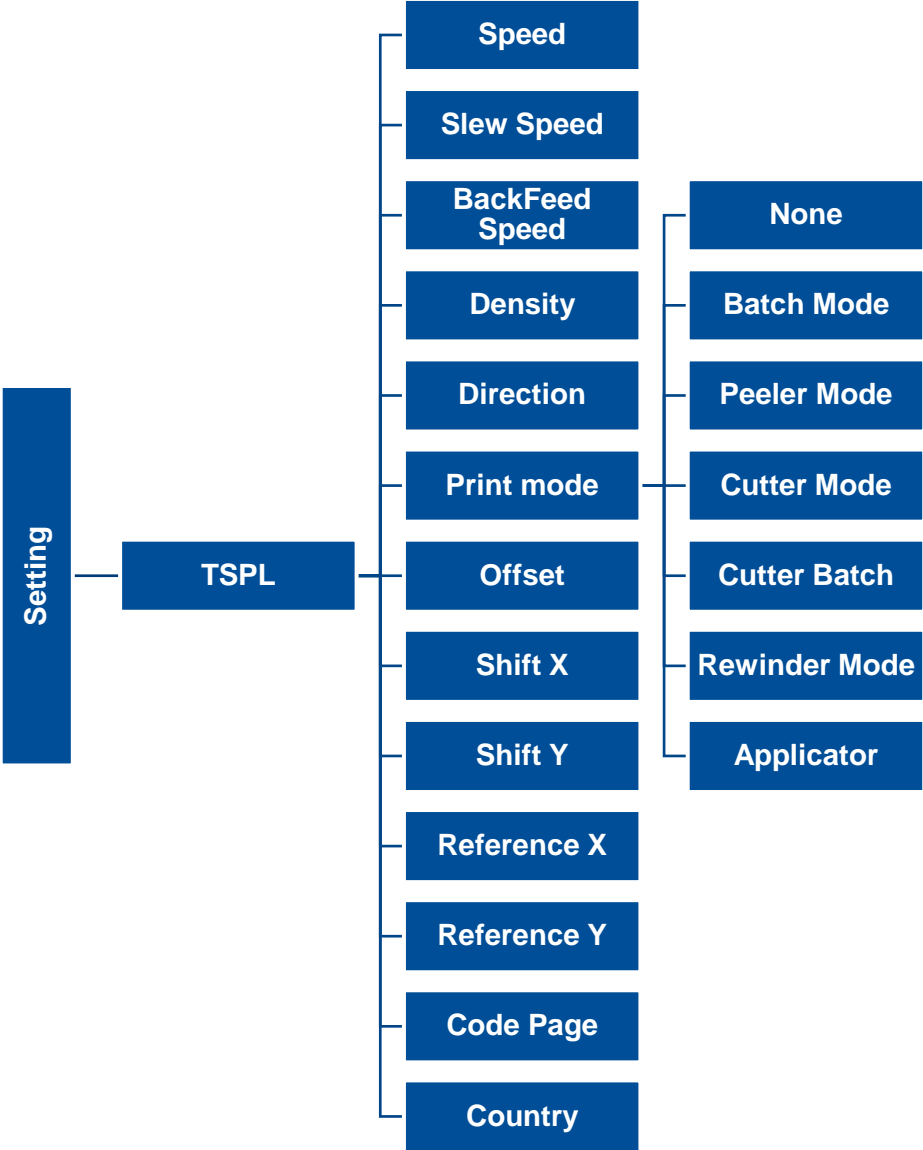 Setting
TSPL
Speed
Slew Speed
BackFeed
Speed
Density
Direction
Print mode
Offset
Shift X
Shift Y
Reference X
Reference Y
Code Page
Country
None
Batch Mode
Peeler Mode
Cutter Mode
Cutter Batch
Rewinder Mode
Applicator